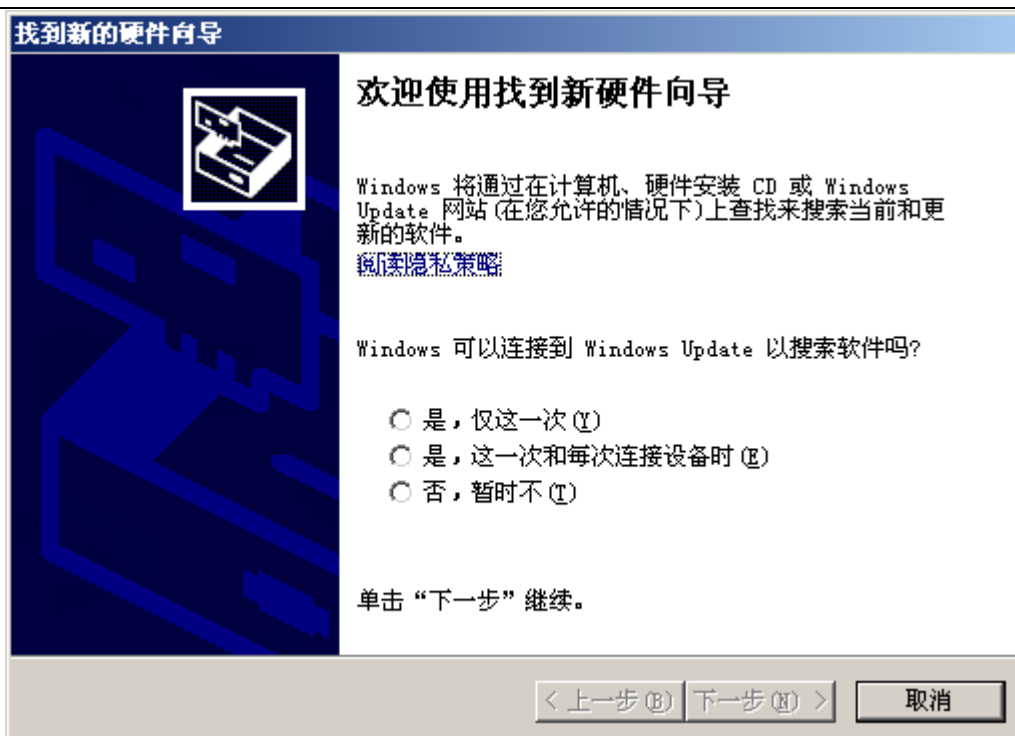 找到新的硬件向导
欢迎使用找到新硬件向导
Windows 将通过在计算机、硬件安装 CD 或 Windows
Update 网站(在您允许的情况下)上查找来搜索当前和更
新的软件。
阅读隐私策略
Windows 可以连接到 Windows Update 以搜索软件吗?
是，仅这一次(Y)
是，这一次和每次连接设备时(E)
否，暂时不(T)
单击“下一步”继续。
< 上一步(B) 下一步(N) > 取消